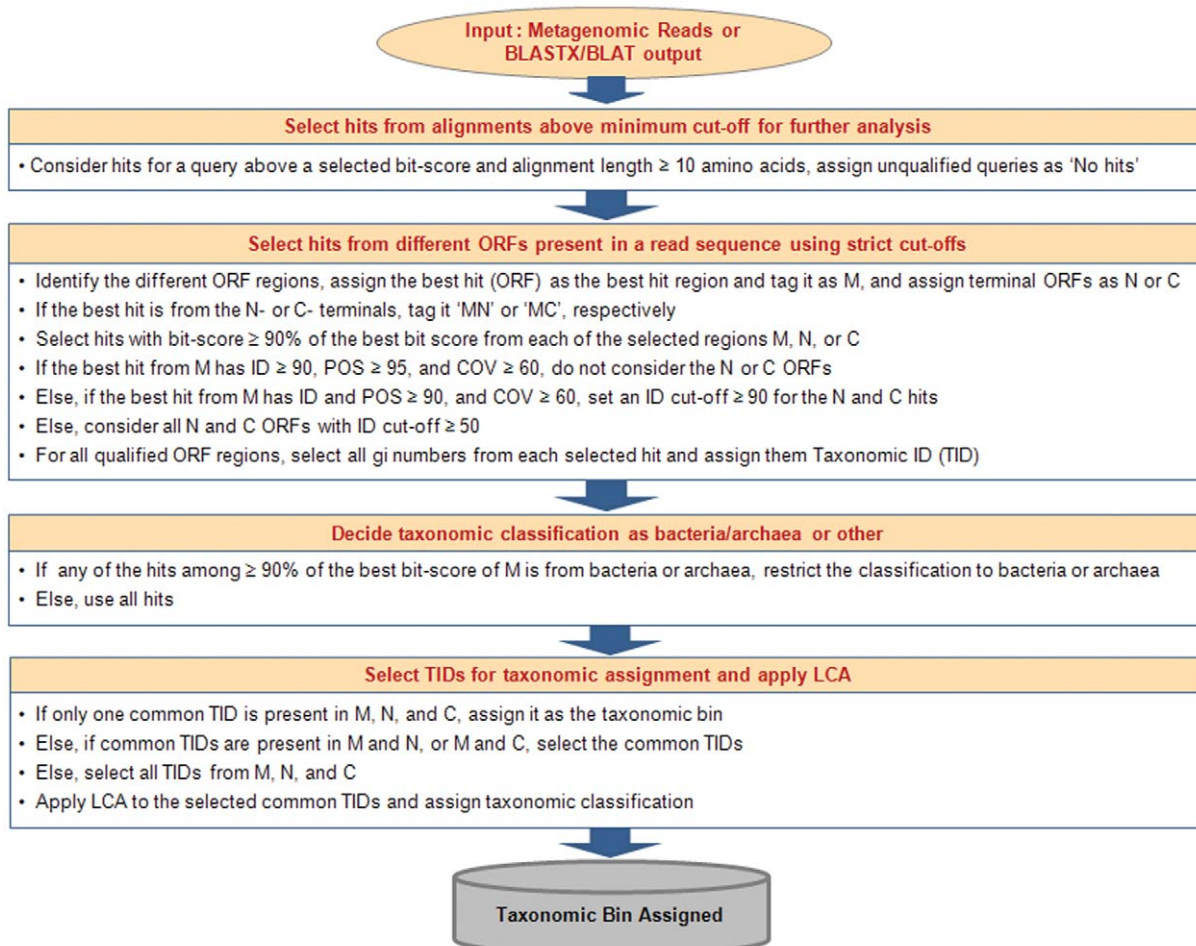 Input : Metagenomic Reads or
BLASTX/BLAT output
Select hits from alignments above minimum cut-off for further analysis
• Consider hits for a query above a selected bit-score and alignment length ≥ 10 amino acids, assign unqualified queries as ‘No hits’
Select hits from different ORFs present in a read sequence using strict cut-offs
• Identify the different ORF regions, assign the best hit (ORF) as the best hit region and tag it as M, and assign terminal ORFs as N or C
• If the best hit is from the N- or C- terminals, tag it ‘MN’ or ‘MC’, respectively
• Select hits with bit-score ≥ 90% of the best bit score from each of the selected regions M, N, or C
• If the best hit from M has ID ≥ 90, POS ≥ 95, and COV ≥ 60, do not consider the N or C ORFs
• Else, if the best hit from M has ID and POS ≥ 90, and COV ≥ 60, set an ID cut-off ≥ 90 for the N and C hits
• Else, consider all N and C ORFs with ID cut-off ≥ 50
• For all qualified ORF regions, select all gi numbers from each selected hit and assign them Taxonomic ID (TID)
Decide taxonomic classification as bacteria/archaea or other
• If any of the hits among ≥ 90% of the best bit-score of M is from bacteria or archaea, restrict the classification to bacteria or archaea
• Else, use all hits
Select TIDs for taxonomic assignment and apply LCA
• If only one common TID is present in M, N, and C, assign it as the taxonomic bin
• Else, if common TIDs are present in M and N, or M and C, select the common TIDs
• Else, select all TIDs from M, N, and C
• Apply LCA to the selected common TIDs and assign taxonomic classification
Taxonomic Bin Assigned